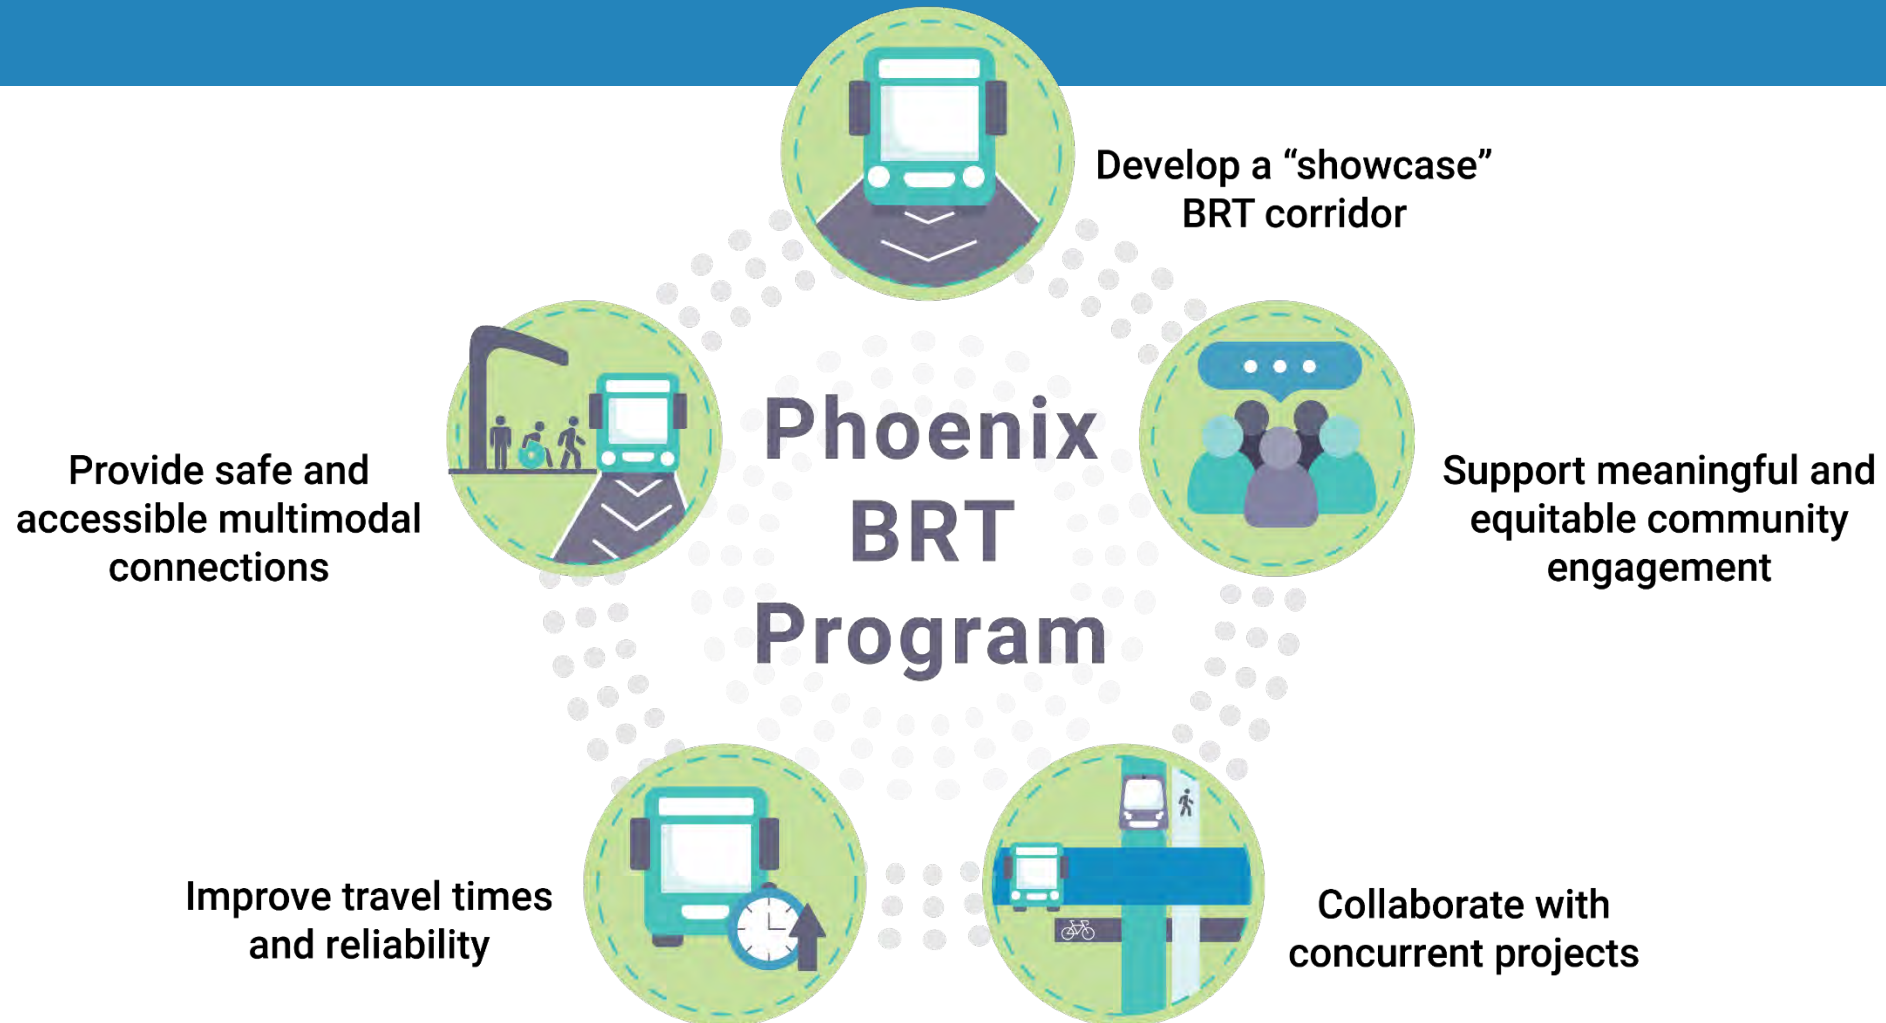 Develop a “showcase”
BRT corridor
Provide safe and
accessible multimodal
connections
Phoenix
BRT
Program
Support meaningful and
equitable community
engagement
Improve travel times
and reliability
Collaborate with
concurrent projects